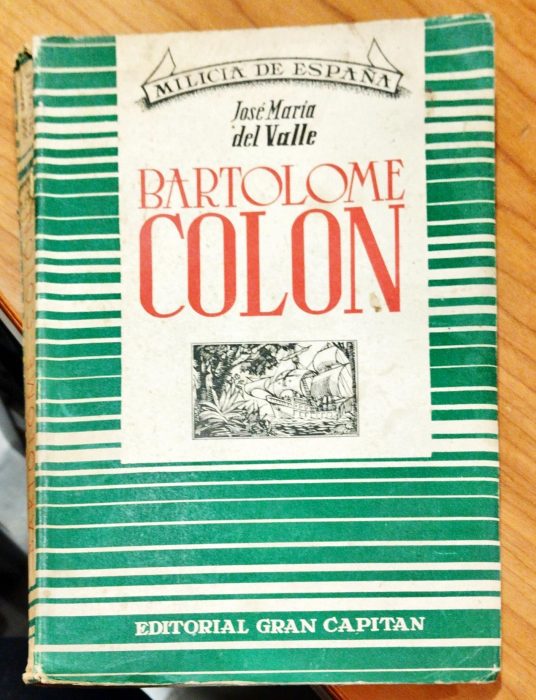 MILICIA DE ESPAÑA
José María
del Valle
BARTOLOME
COLON
EDITORIAL GRAN CAPITAN